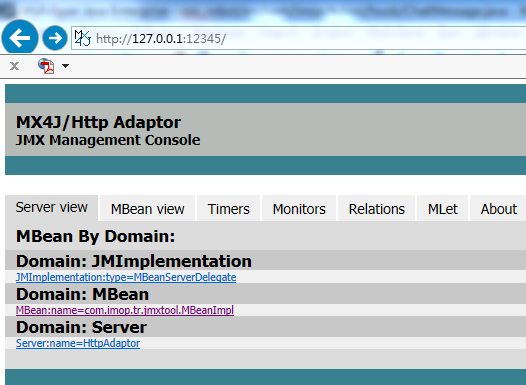 http://127.0.0.1:12345/
MX4J/Http Adaptor
JMX Management Console
Server view MBean view Timers Monitors Relations MLet About
MBean By Domain:
Domain: JMImplementation
JMImplementation:type=MBeanServerDelegate
Domain: MBean
MBean:name=com.imop.tr.jmxtool.MBeanImpl
Domain: Server
Server:name=HttpAdaptor